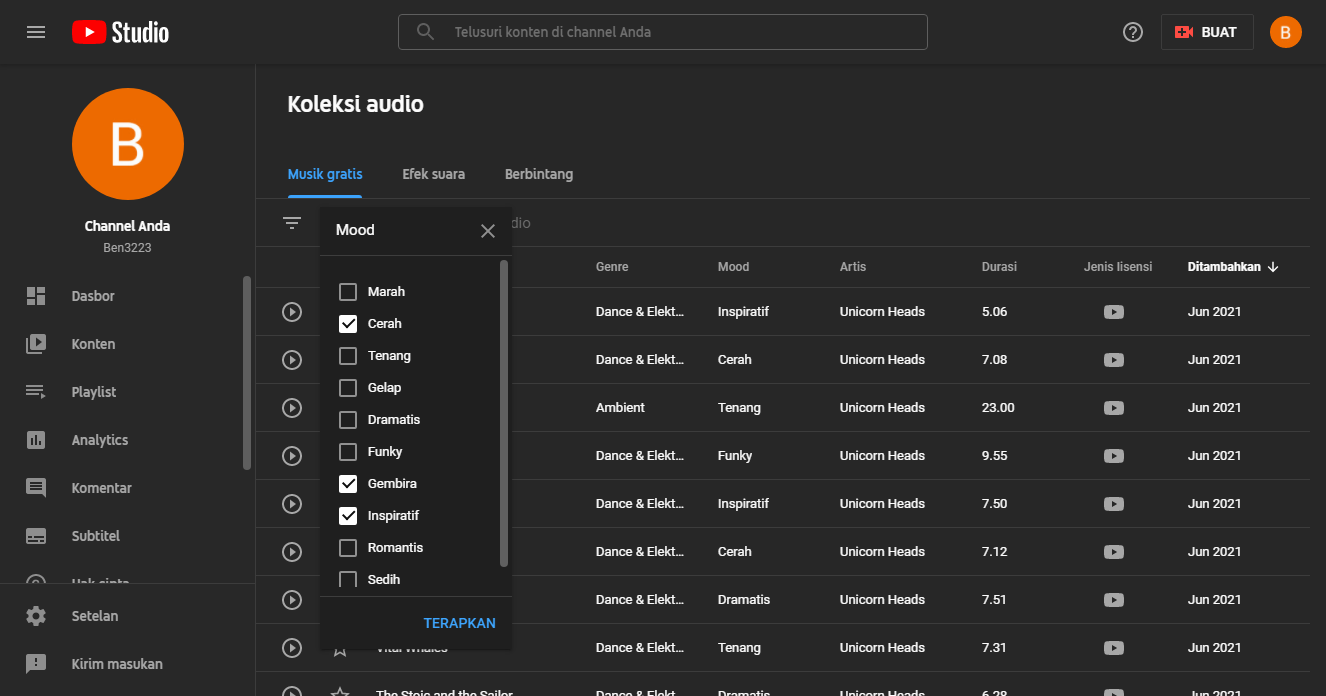 Studio
Telusuri konten di channel Anda
BUAT
B
B
Channel Anda
Ben3223
Dasbor
Konten
Playlist
Analytics
Komentar
Subtitel
Hak cipta
Setelan
Kirim masukan
Koleksi audio
Musik gratis Efek suara Berbintang
Mood
Marah
Cerah
Tenang
Gelap
Dramatis
Funky
Gembira
Inspiratif
Romantis
Sedih
TERAPKAN
Genre Mood Artis Durasi Jenis lisensi Ditambahkan
Dance & Elekt... Inspiratif Unicorn Heads 5.06 Jun 2021
Dance & Elekt... Cerah Unicorn Heads 7.08 Jun 2021
Ambient Tenang Unicorn Heads 23.00 Jun 2021
Dance & Elekt... Funky Unicorn Heads 9.55 Jun 2021
Dance & Elekt... Inspiratif Unicorn Heads 7.50 Jun 2021
Dance & Elekt... Cerah Unicorn Heads 7.12 Jun 2021
Dance & Elekt... Dramatis Unicorn Heads 7.51 Jun 2021
Vital Whales Dance & Elekt... Tenang Unicorn Heads 7.31 Jun 2021
The Stoic and the Sailor Dance & Elekt... Dramatis Unicorn Heads 6.28 Jun 2021